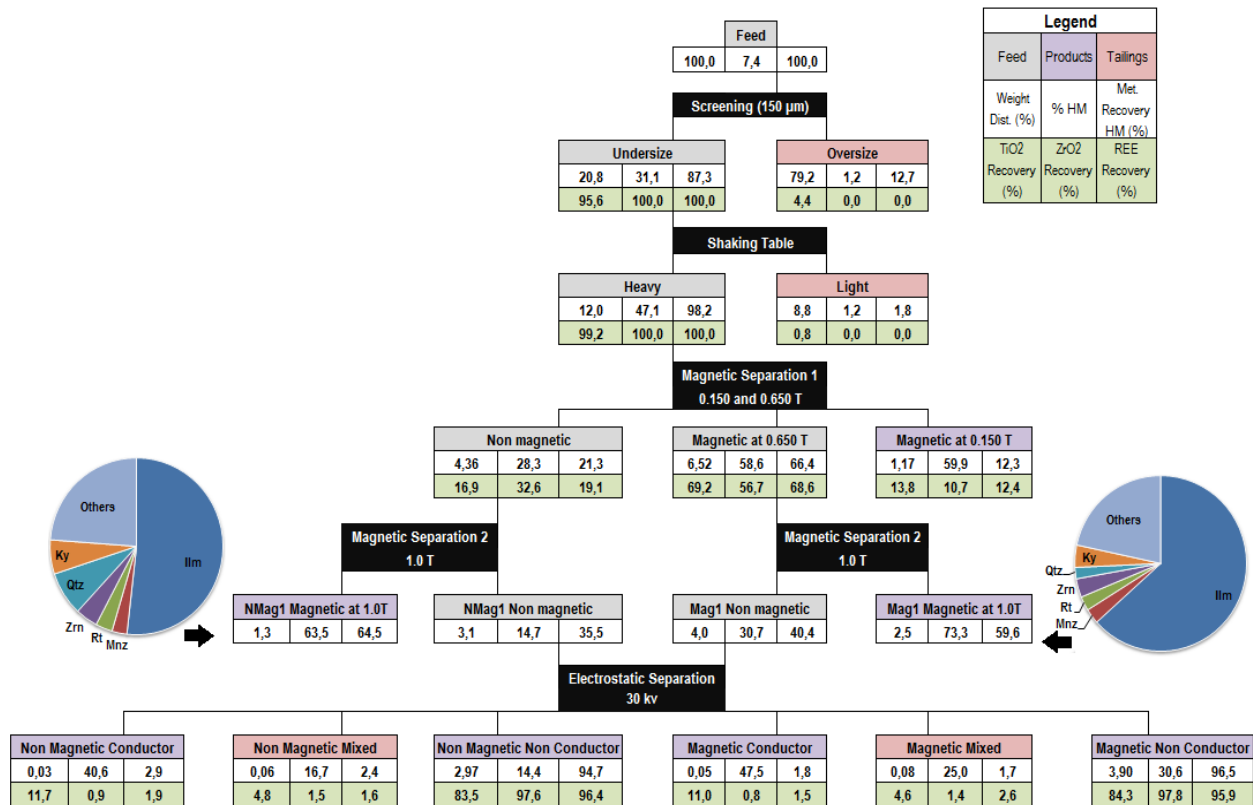 Feed
100,0 7,4 100,0
Legend
Feed Products Tailings
Weight Dist. (%) % HM Met. Recovery HM (%)
TiO2 Recovery (%) ZrO2 Recovery (%) REE Recovery (%)
Screening (150 µm)
Undersize Oversize
20,8 31,1 87,3 79,2 1,2 12,7
95,6 100,0 100,0 4,4 0,0 0,0
Shaking Table
Heavy Light
12,0 47,1 98,2 8,8 1,2 1,8
99,2 100,0 100,0 0,8 0,0 0,0
Magnetic Separation 1
0.150 and 0.650 T
Non magnetic Magnetic at 0.650 T Magnetic at 0.150 T
4,36 28,3 21,3 6,52 58,6 66,4 1,17 59,9 12,3
16,9 32,6 19,1 69,2 56,7 68,6 13,8 10,7 12,4
Others
Ky
Qtz
Zrn
Rt
Mnz
Ilm
Magnetic Separation 2
1.0 T
Magnetic Separation 2
1.0 T
Others
Ky
Qtz
Zrn
Rt
Mnz
Ilm
NMag1 Magnetic at 1.0T NMag1 Non magnetic Mag1 Non magnetic Mag1 Magnetic at 1.0T
1,3 63,5 64,5 3,1 14,7 35,5 4,0 30,7 40,4 2,5 73,3 59,6
Electrostatic Separation
30 kv
Non Magnetic Conductor Non Magnetic Mixed Non Magnetic Non Conductor Magnetic Conductor Magnetic Mixed Magnetic Non Conductor
0,03 40,6 2,9 0,06 16,7 2,4 2,97 14,4 94,7 0,05 47,5 1,8 0,08 25,0 1,7 3,90 30,6 96,5
11,7 0,9 1,9 4,8 1,5 1,6 83,5 97,6 96,4 11,0 0,8 1,5 4,6 1,4 2,6 84,3 97,8 95,9